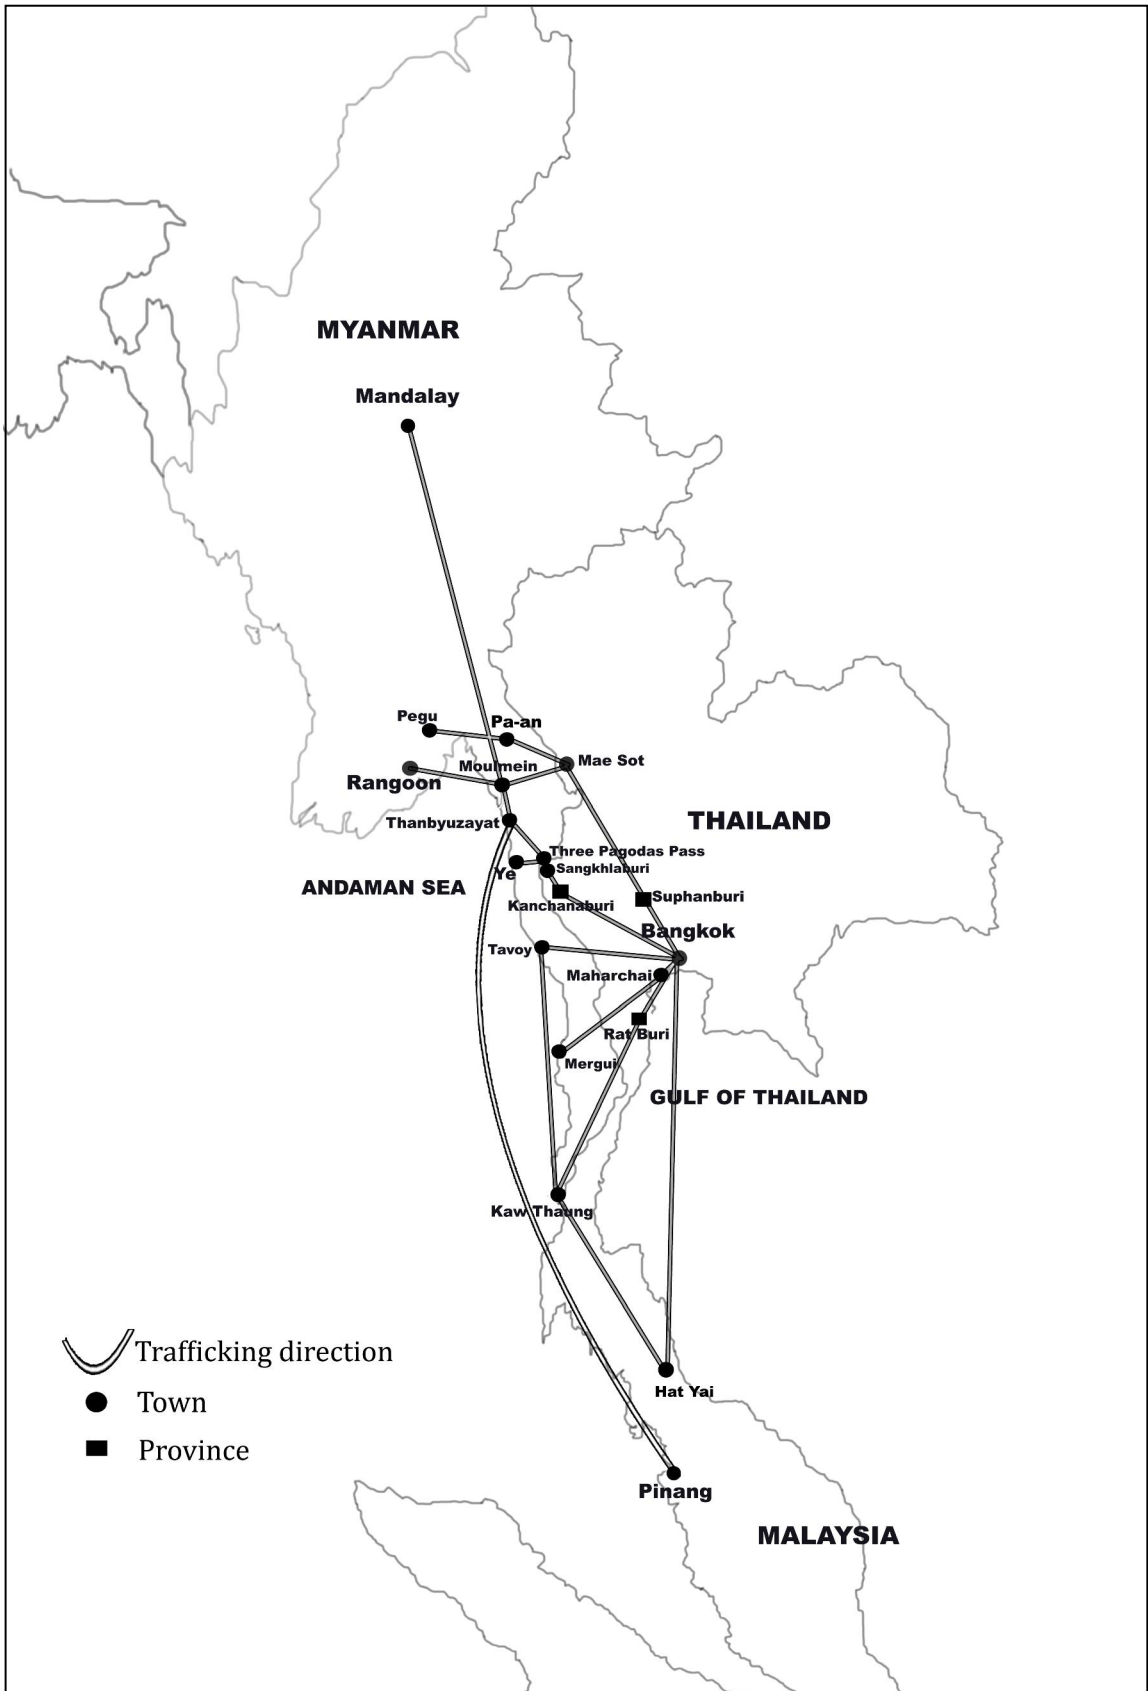 MYANMAR
Mandalay
Pegu
Pa-an
Mae Sot
Moulmein
Rangoon
THAILAND
Thanbyuzayat
Three Pagodas Pass
Sangkhlaburi
Ye
ANDAMAN SEA
Suphanburi
Kanchanaburi
Bangkok
Tavoy
Maharchai
Rat Buri
Mergui
GULF OF THAILAND
Kaw Thaung
Trafficking direction
Hat Yai
Town
Province
Pinang
MALAYSIA